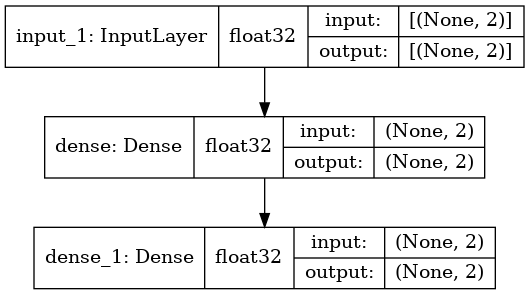 input_1: InputLayer float32 input: [(None, 2)]
output: [(None, 2)]
dense: Dense float32 input: (None, 2)
output: (None, 2)
dense_1: Dense float32 input: (None, 2)
output: (None, 2)